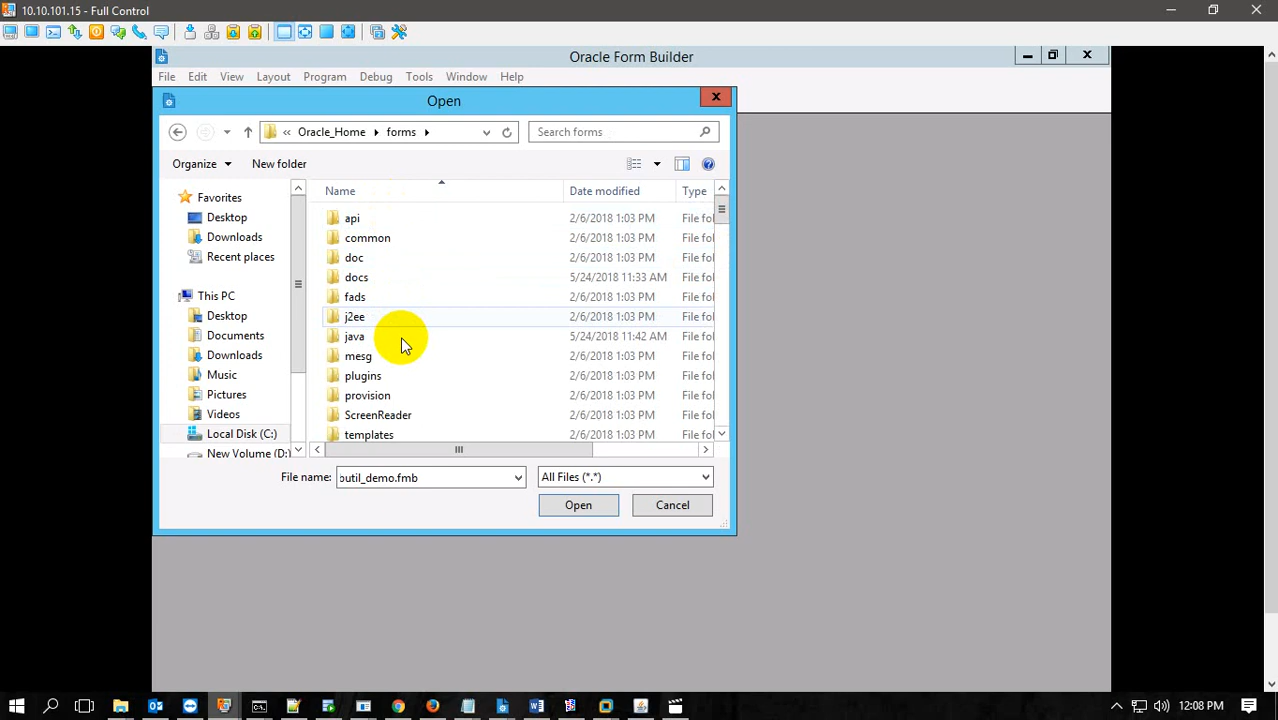 10.10.101.15 - Full Control
Oracle Form Builder
File Edit View Layout Program Debug Tools Window Help
Open
« Oracle_Home forms
Search forms
Organize New folder
Name Date modified Type
Favorites
Desktop
Downloads
Recent places
This PC
Desktop
Documents
Downloads
Music
Pictures
Videos
Local Disk (C:)
New Volume (D:)
api 2/6/2018 1:03 PM File fol
common 2/6/2018 1:03 PM File fol
doc 2/6/2018 1:03 PM File fol
docs 5/24/2018 11:33 AM File fol
fads 2/6/2018 1:03 PM File fol
j2ee 2/6/2018 1:03 PM File fol
java 5/24/2018 11:42 AM File fol
mesg 2/6/2018 1:03 PM File fol
plugins 2/6/2018 1:03 PM File fol
provision 2/6/2018 1:03 PM File fol
ScreenReader 2/6/2018 1:03 PM File fol
templates 2/6/2018 1:03 PM File fol
File name: butil_demo.fmb All Files (*.*)
Open Cancel
12:08 PM